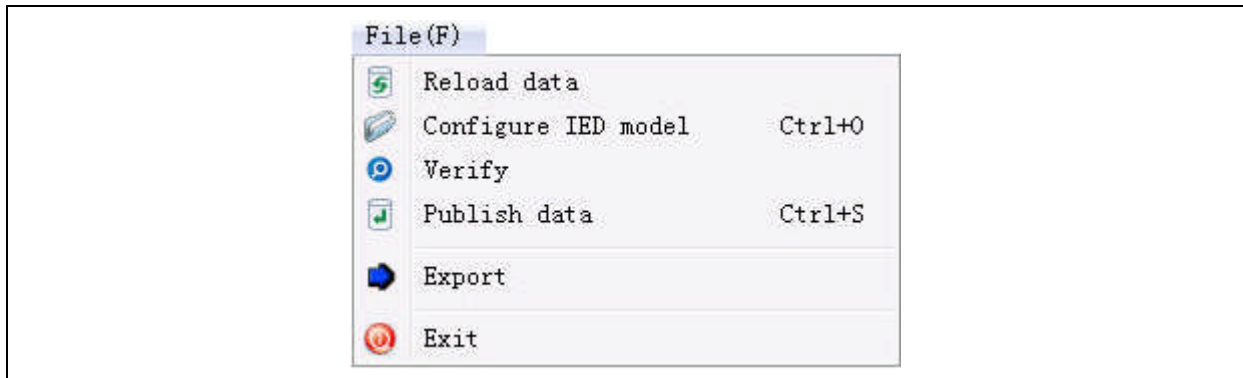 File(F)
Reload data
Configure IED model Ctrl+O
Verify
Publish data Ctrl+S
Export
Exit